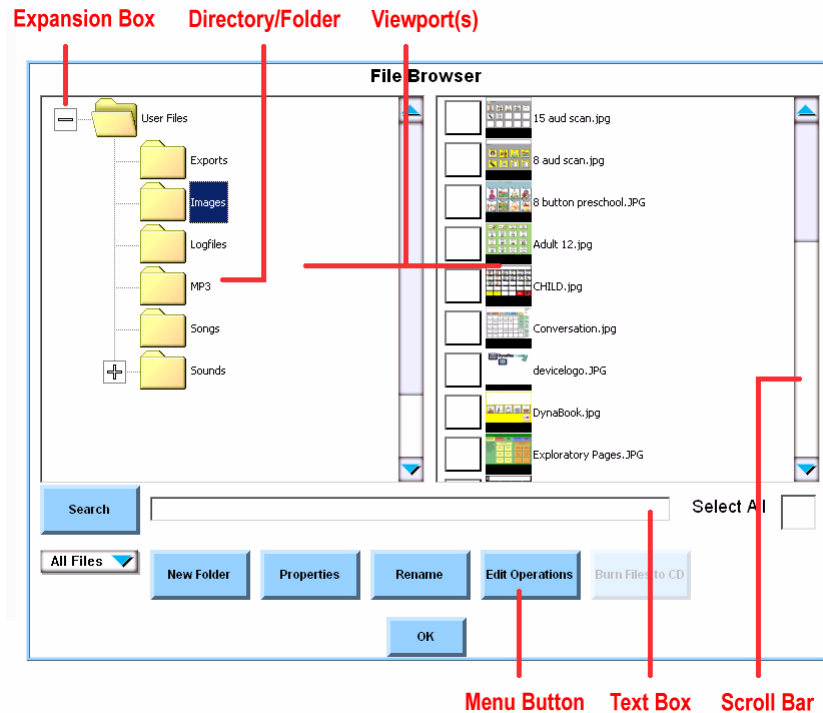 Expansion Box Directory/Folder Viewport(s)
File Browser
User Files
Exports
Images
Logfiles
MP3
Songs
Sounds
15 aud scan.jpg
8 aud scan.jpg
8 button preschool.JPG
Adult 12.jpg
CHILD.jpg
Conversation.jpg
devicelogo.JPG
DynaBook.jpg
Exploratory Pages.JPG
Search Select All
All Files New Folder Properties Rename Edit Operations Burn Files to CD
OK
Menu Button Text Box Scroll Bar